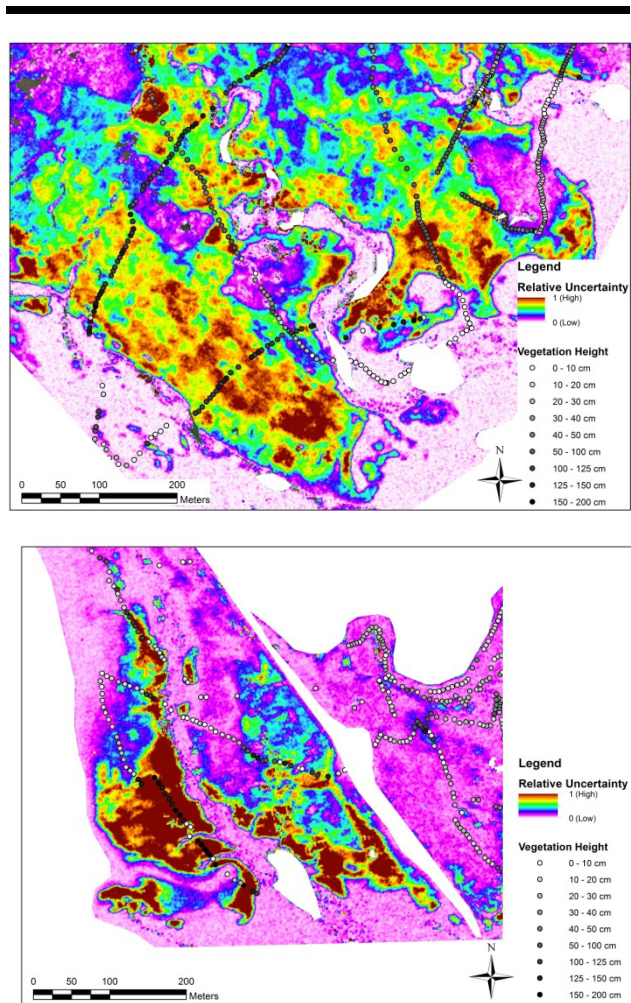 Legend
Relative Uncertainty
1 (High)
0 (Low)
Vegetation Height
0 - 10 cm
10 - 20 cm
20 - 30 cm
30 - 40 cm
40 - 50 cm
50 - 100 cm
100 - 125 cm
125 - 150 cm
150 - 200 cm
N
0 50 100 200
Meters
Legend
Relative Uncertainty
1 (High)
0 (Low)
Vegetation Height
0 - 10 cm
10 - 20 cm
20 - 30 cm
30 - 40 cm
40 - 50 cm
50 - 100 cm
100 - 125 cm
125 - 150 cm
150 - 200 cm
N
0 50 100 200
Meters